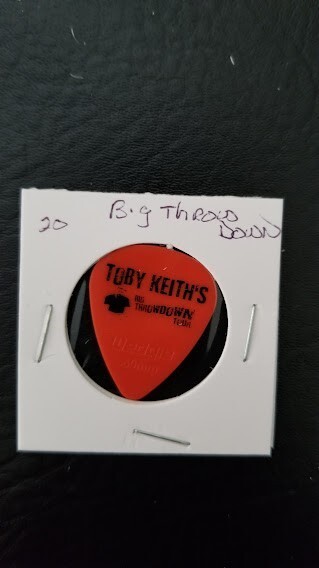 20 Big Throw
DOWN
TOBY KEITH'S
BIG
THROWDOWN
TOUR